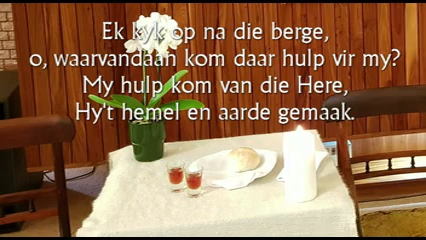 Ek kyk op na die berge,
o, waarvandaan kom daar hulp vir my?
My hulp kom van die Here,
Hy't hemel en aarde gemaak.